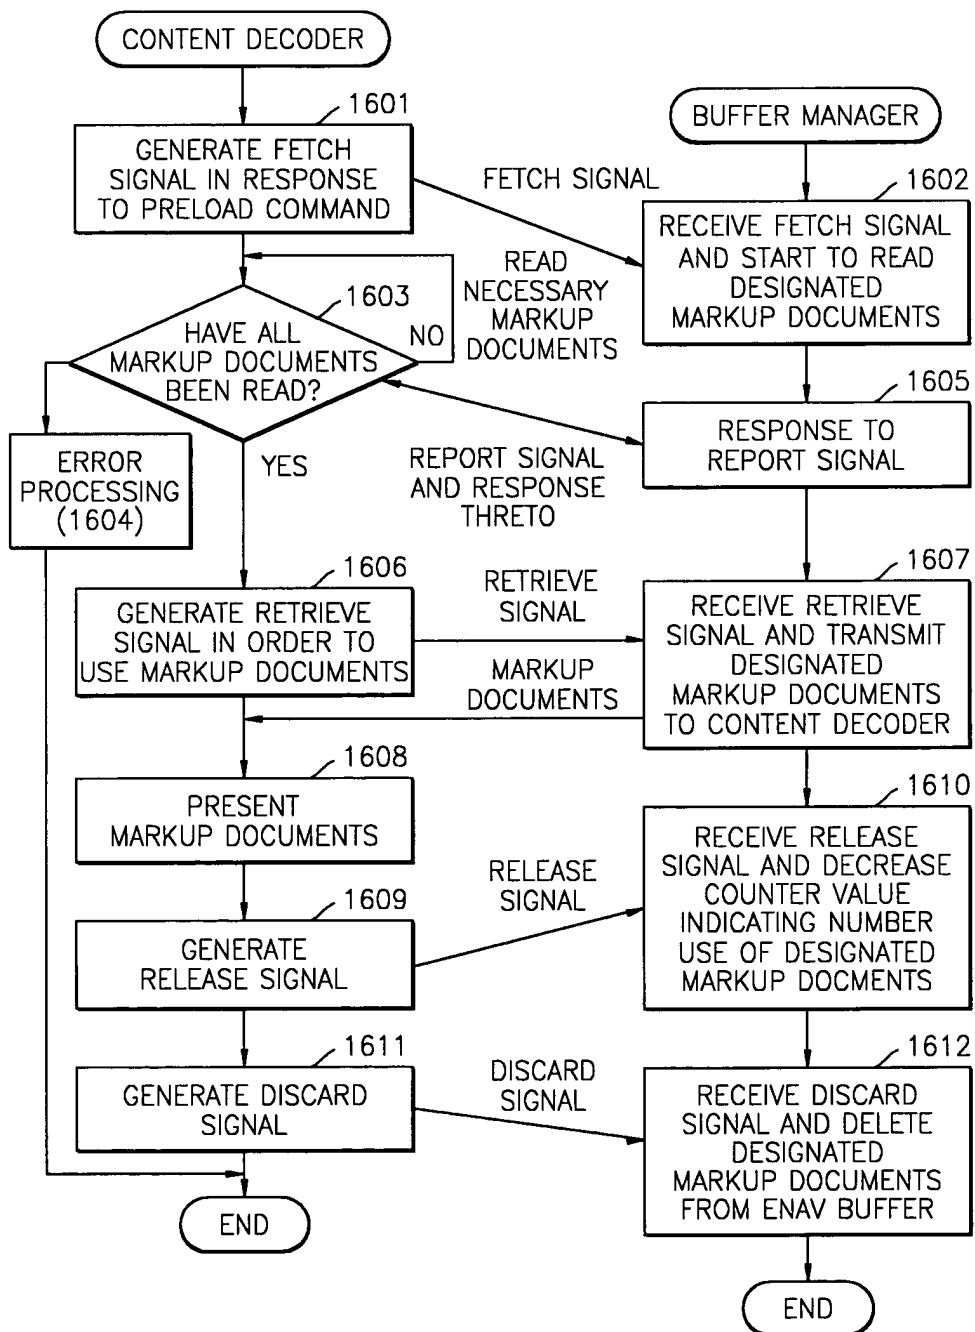 CONTENT DECODER
1601
GENERATE FETCH
SIGNAL IN RESPONSE
TO PRELOAD COMMAND
BUFFER MANAGER
FETCH SIGNAL
1602
RECEIVE FETCH SIGNAL
AND START TO READ
DESIGNATED
MARKUP DOCUMENTS
READ
NECESSARY
MARKUP
DOCUMENTS
1603
HAVE ALL
MARKUP DOCUMENTS
BEEN READ?
NO
YES
1605
RESPONSE TO
REPORT SIGNAL
ERROR
PROCESSING
(1604)
REPORT SIGNAL
AND RESPONSE
THRETO
1606
GENERATE RETRIEVE
SIGNAL IN ORDER TO
USE MARKUP DOCUMENTS
RETRIEVE
SIGNAL
1607
RECEIVE RETRIEVE
SIGNAL AND TRANSMIT
DESIGNATED
MARKUP DOCUMENTS
TO CONTENT DECODER
MARKUP
DOCUMENTS
1608
PRESENT
MARKUP DOCUMENTS
1609
GENERATE
RELEASE SIGNAL
RELEASE
SIGNAL
1610
RECEIVE RELEASE
SIGNAL AND DECREASE
COUNTER VALUE
INDICATING NUMBER
USE OF DESIGNATED
MARKUP DOCMENTS
1611
GENERATE DISCARD
SIGNAL
DISCARD
SIGNAL
1612
RECEIVE DISCARD
SIGNAL AND DELETE
DESIGNATED
MARKUP DOCUMENTS
FROM ENAV BUFFER
END
END